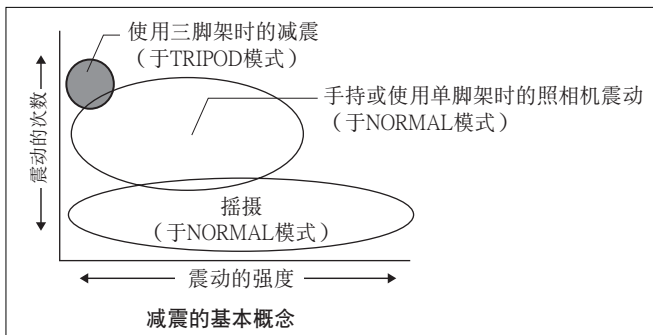 使用三脚架时的减震
（于TRIPOD模式）
手持或使用单脚架时的照相机震动
（于NORMAL模式）
震动的次数
摇摄
（于NORMAL模式）
震动的强度
减震的基本概念